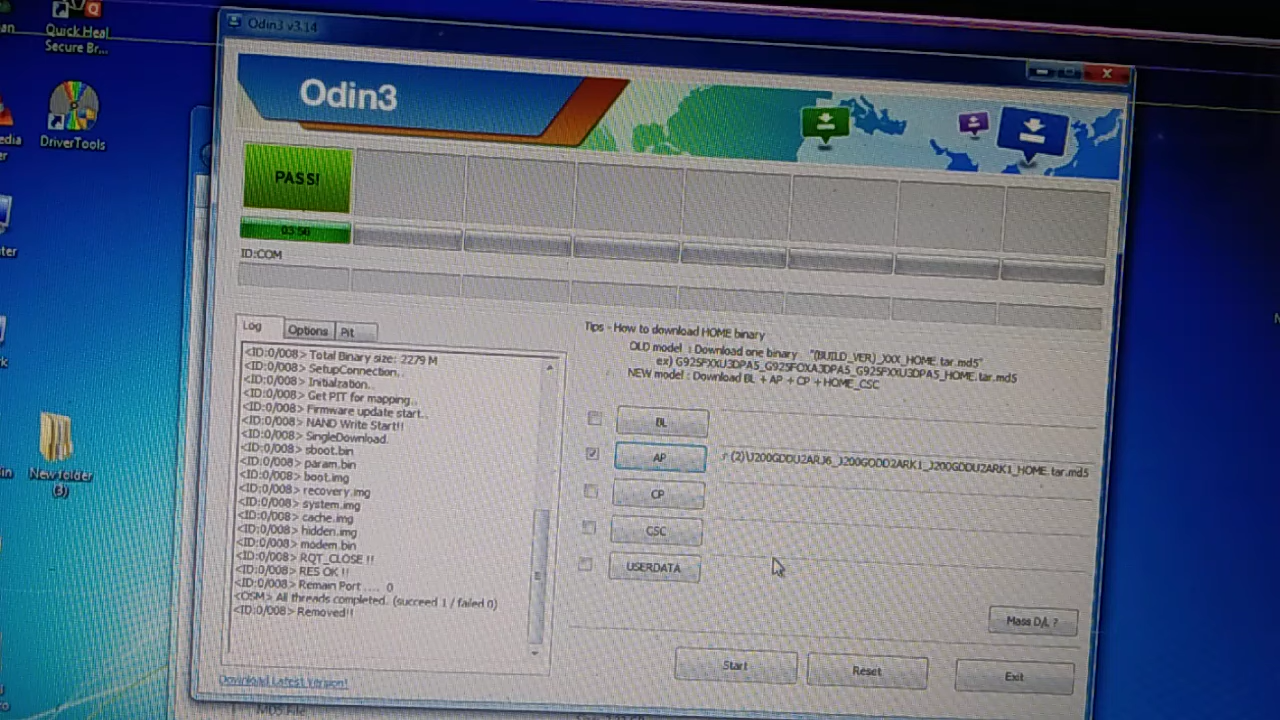 Quick Heal
Secure Br...
DriverTools
New folder
(3)
Odin3 v3.14
Odin3
PASS!
03:56
ID:COM
Log
Options
Pit
<ID:0/008> Total Binary size: 2279 M
<ID:0/008> SetupConnection..
<ID:0/008> Initialzation..
<ID:0/008> Get PIT for mapping..
<ID:0/008> Firmware update start..
<ID:0/008> NAND Write Start!!
<ID:0/008> SingleDownload.
<ID:0/008> sboot.bin
<ID:0/008> param.bin
<ID:0/008> boot.img
<ID:0/008> recovery.img
<ID:0/008> system.img
<ID:0/008> cache.img
<ID:0/008> hidden.img
<ID:0/008> modem.bin
<ID:0/008> RQT_CLOSE !!
<ID:0/008> RES OK !!
<ID:0/008> Remain Port .... 0
<OSM> All threads completed. (succeed 1 / failed 0)
<ID:0/008> Removed!!
Download Latest Version!
Tips - How to download HOME binary
OLD model : Download one binary "(BUILD_VER)_XXX_HOME.tar.md5"
ex) G925FXXU3DPA5_G925FOXA3DPA5_G925FXXU3DPA5_HOME.tar.md5
NEW model : Download BL + AP + CP + HOME_CSC
BL
AP
CP
CSC
USERDATA
Mass D/L ?
Start
Reset
Exit
MD5 File